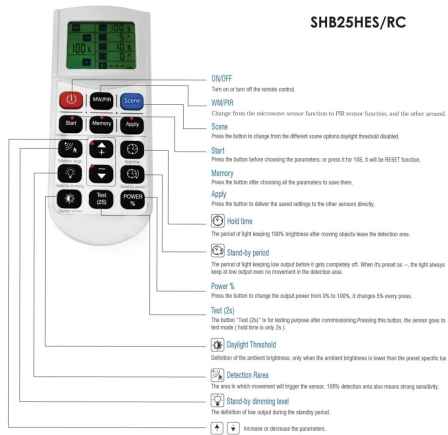 SHB25HES/RC
100 %
5
100 %
10 %
0
MW/PIR
Scene
Start
Memory
Apply
+
Hold time
−
Test
(2S)
POWER
%
ON/OFF
Turn on or turn off the remote control.
WM/PIR
Change from the microwave sensor function to PIR sensor function, and the other around.
Scene
Press the button to change from the different scene options.daylight threshold disabled.
Start
Press the button before choosing the parameters; or press it for 10S, it will be RESET function.
Memory
Press the button after choosing all the parameters to save them.
Apply
Press the button to deliver the saved settings to the other sensors directly.
Hold time
The period of light keeping 100% brightness after moving objects leave the detection area.
Stand-by period
The period of light keeping low output before it gets completely off. When it's preset as --, the light always
keep at low output even no movement in the detection area.
Power %
Press the button to change the output power from 0% to 100%, it changes 5% every press.
Test (2s)
The button "Test (2s)" is for testing purpose after commissioning Pressing this button, the sensor goes to
test mode ( hold time is only 2s ).
Daylight Threshold
Definition of the ambient brightness; only when the ambient brightness is lower than the preset specific lux
Detection Rarea
The area in which movement will trigger the sensor, 100% detection area also means strong sensitivity.
Stand-by dimming level
The definition of low output during the standby period.
Increase or decrease the parameters.